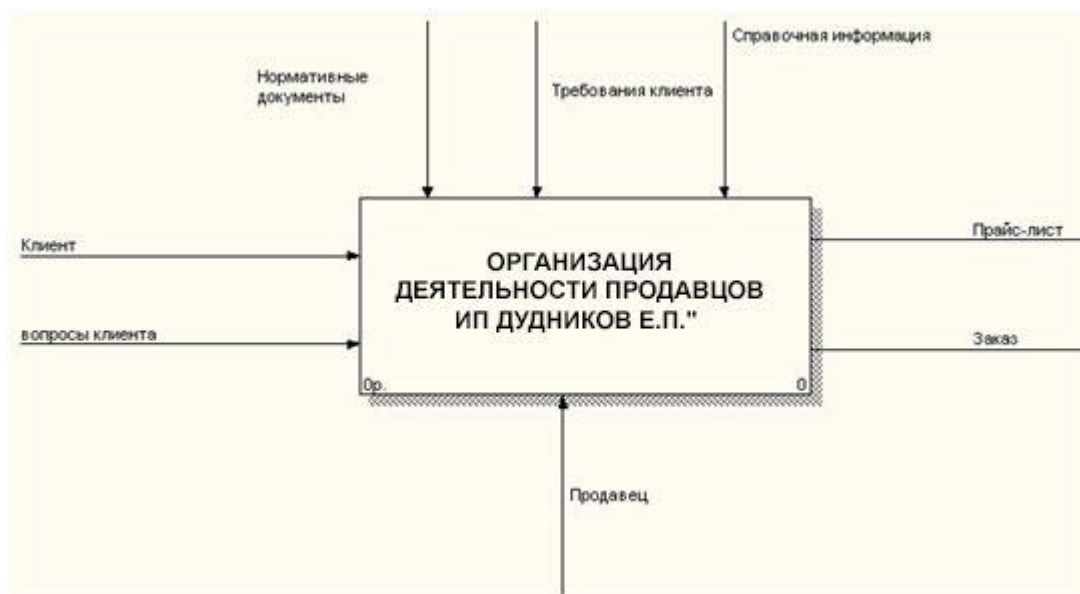 Справочная информация
Нормативные
документы
Требования клиента
Прайс-лист
Клиент
ОРГАНИЗАЦИЯ
ДЕЯТЕЛЬНОСТИ ПРОДАВЦОВ
ИП ДУДНИКОВ Е.П."
вопросы клиента
Заказ
0р. 0
Продавец